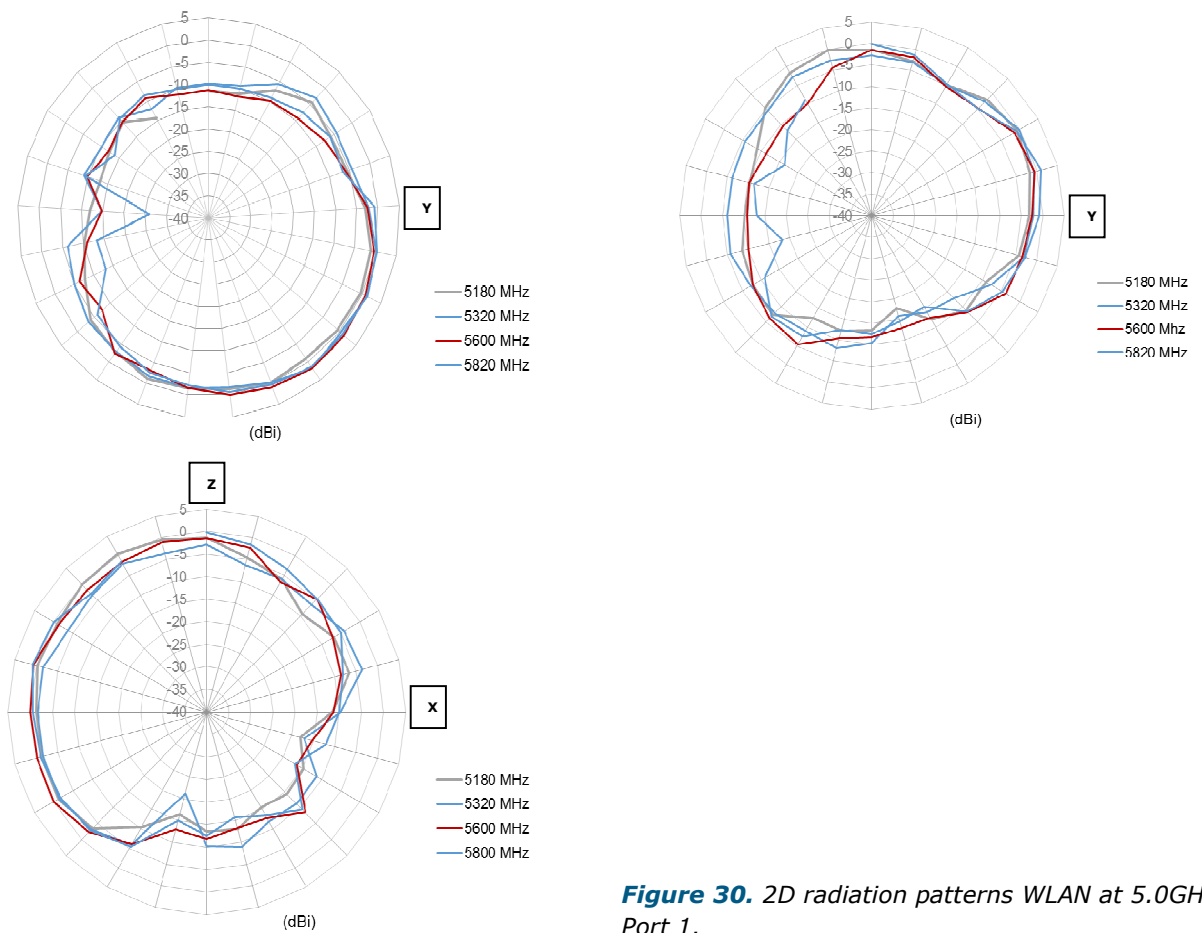 5
0
-5
-10
-15
-20
-25
-30
-35
-40
Y
5180 MHz
5320 MHz
5600 MHz
5820 MHz
(dBi)
5
0
-5
-10
-15
-20
-25
-30
-35
-40
Y
5180 MHz
5320 MHz
5600 Mhz
5820 MHz
(dBi)
Z
5
0
-5
-10
-15
-20
-25
-30
-35
-40
X
5180 MHz
5320 MHz
5600 MHz
5800 MHz
(dBi)
Figure 30. 2D radiation patterns WLAN at 5.0GH
Port 1.